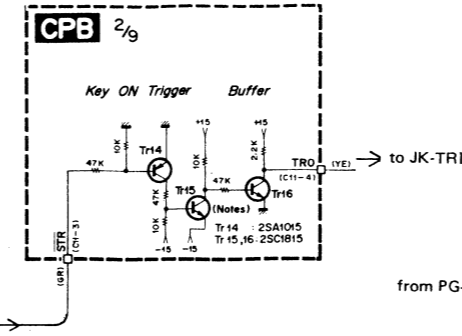 CPB 2/9
Key ON Trigger Buffer
+15 +15
10K 10K 2.2K
Tr14
TRO (YE) → to JK-TRI
47K 47K Tr15 47K (C11-4)
(Notes) Tr16
10K
Tr 14 : 2SA1015
-15 -15 Tr 15, 16 : 2SC1815
STR
(C11-3)
(GR)
from PG-